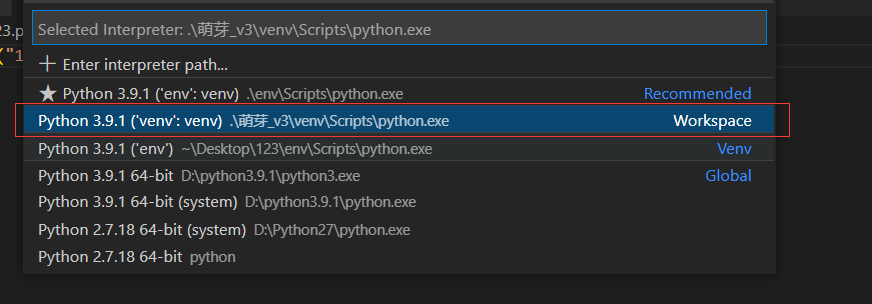 Selected Interpreter: .\萌芽_v3\venv\Scripts\python.exe
23.p
+ Enter interpreter path...
("1
★ Python 3.9.1 ('env': venv) .\env\Scripts\python.exe Recommended
Python 3.9.1 ('venv': venv) .\萌芽_v3\venv\Scripts\python.exe Workspace
Python 3.9.1 ('env') ~\Desktop\123\env\Scripts\python.exe Venv
Python 3.9.1 64-bit D:\python3.9.1\python3.exe Global
Python 3.9.1 64-bit (system) D:\python3.9.1\python.exe
Python 2.7.18 64-bit (system) D:\Python27\python.exe
Python 2.7.18 64-bit python